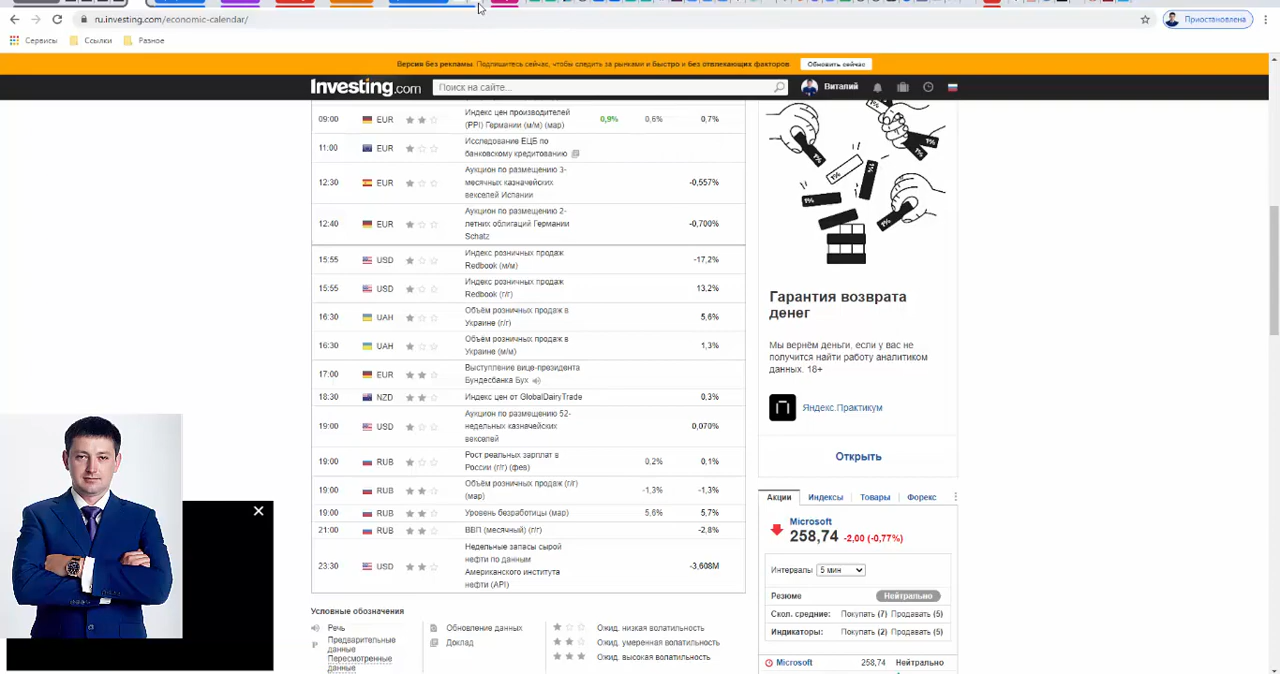 ru.investing.com/economic-calendar/
Приостановлена
Сервисы Ссылки Разное
Версия без рекламы. Подпишитесь сейчас, чтобы следить за рынками и быстро и без отвлекающих факторов
Обновить сейчас
Investing.com
Поиск на сайте...
Виталий
09:00 EUR Индекс цен производителей (PPI) Германии (м/м) (мар) 0,9% 0,6% 0,7%
11:00 EUR Исследование ЕЦБ по банковскому кредитованию
12:30 EUR Аукцион по размещению 3-месячных казначейских векселей Испании -0,557%
12:40 EUR Аукцион по размещению 2-летних облигаций Германии Schatz -0,700%
15:55 USD Индекс розничных продаж Redbook (м/м) -17,2%
15:55 USD Индекс розничных продаж Redbook (г/г) 13,2%
16:30 UAH Объём розничных продаж в Украине (г/г) 5,6%
16:30 UAH Объём розничных продаж в Украине (м/м) 1,3%
17:00 EUR Выступление вице-президента Бундесбанка Бух
18:30 NZD Индекс цен от GlobalDairyTrade 0,3%
19:00 USD Аукцион по размещению 52-недельных казначейских векселей 0,070%
19:00 RUB Рост реальных зарплат в России (г/г) (фев) 0,2% 0,1%
19:00 RUB Объём розничных продаж (г/г) (мар) -1,3% -1,3%
19:00 RUB Уровень безработицы (мар) 5,6% 5,7%
21:00 RUB ВВП (месячный) (г/г) -2,8%
23:30 USD Недельные запасы сырой нефти по данным Американского института нефти (API) -3,608M
Условные обозначения
Речь
Предварительные данные
Пересмотренные данные
Обновление данных
Доклад
Ожид. низкая волатильность
Ожид. умеренная волатильность
Ожид. высокая волатильность
1% 1% 1% 1% 1%
Гарантия возврата
денег
Мы вернём деньги, если у вас не
получится найти работу аналитиком
данных. 18+
Яндекс.Практикум
Открыть
Акции Индексы Товары Форекс
Microsoft
258,74 -2,00 (-0,77%)
Интервалы 5 мин
Резюме Нейтрально
Скол. средние: Покупать (7) Продавать (5)
Индикаторы: Покупать (2) Продавать (5)
Microsoft 258,74 Нейтрально